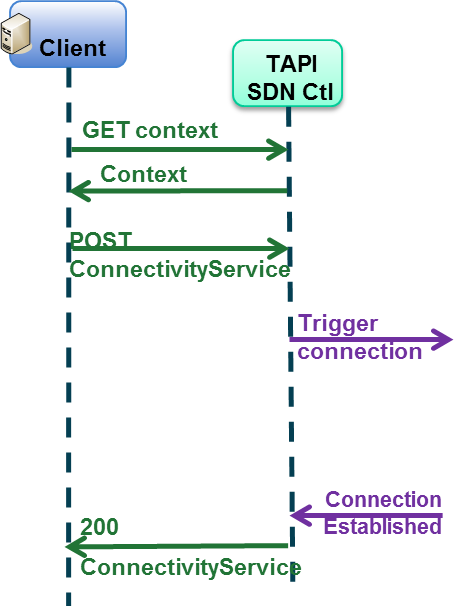 Client
TAPI
SDN Ctl
GET context
Context
POST
ConnectivityService
Trigger
connection
Connection
Established
200
ConnectivityService